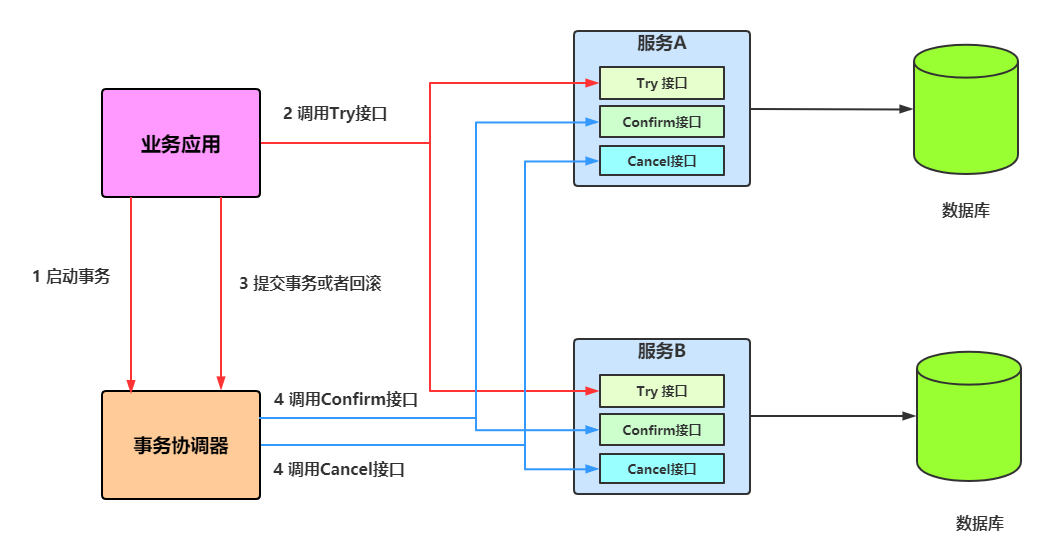 服务A
Try 接口
2 调用Try接口
Confirm接口
业务应用
Cancel接口
数据库
1 启动事务
3 提交事务或者回滚
服务B
Try 接口
4 调用Confirm接口
Confirm接口
事务协调器
4 调用Cancel接口
Cancel接口
数据库